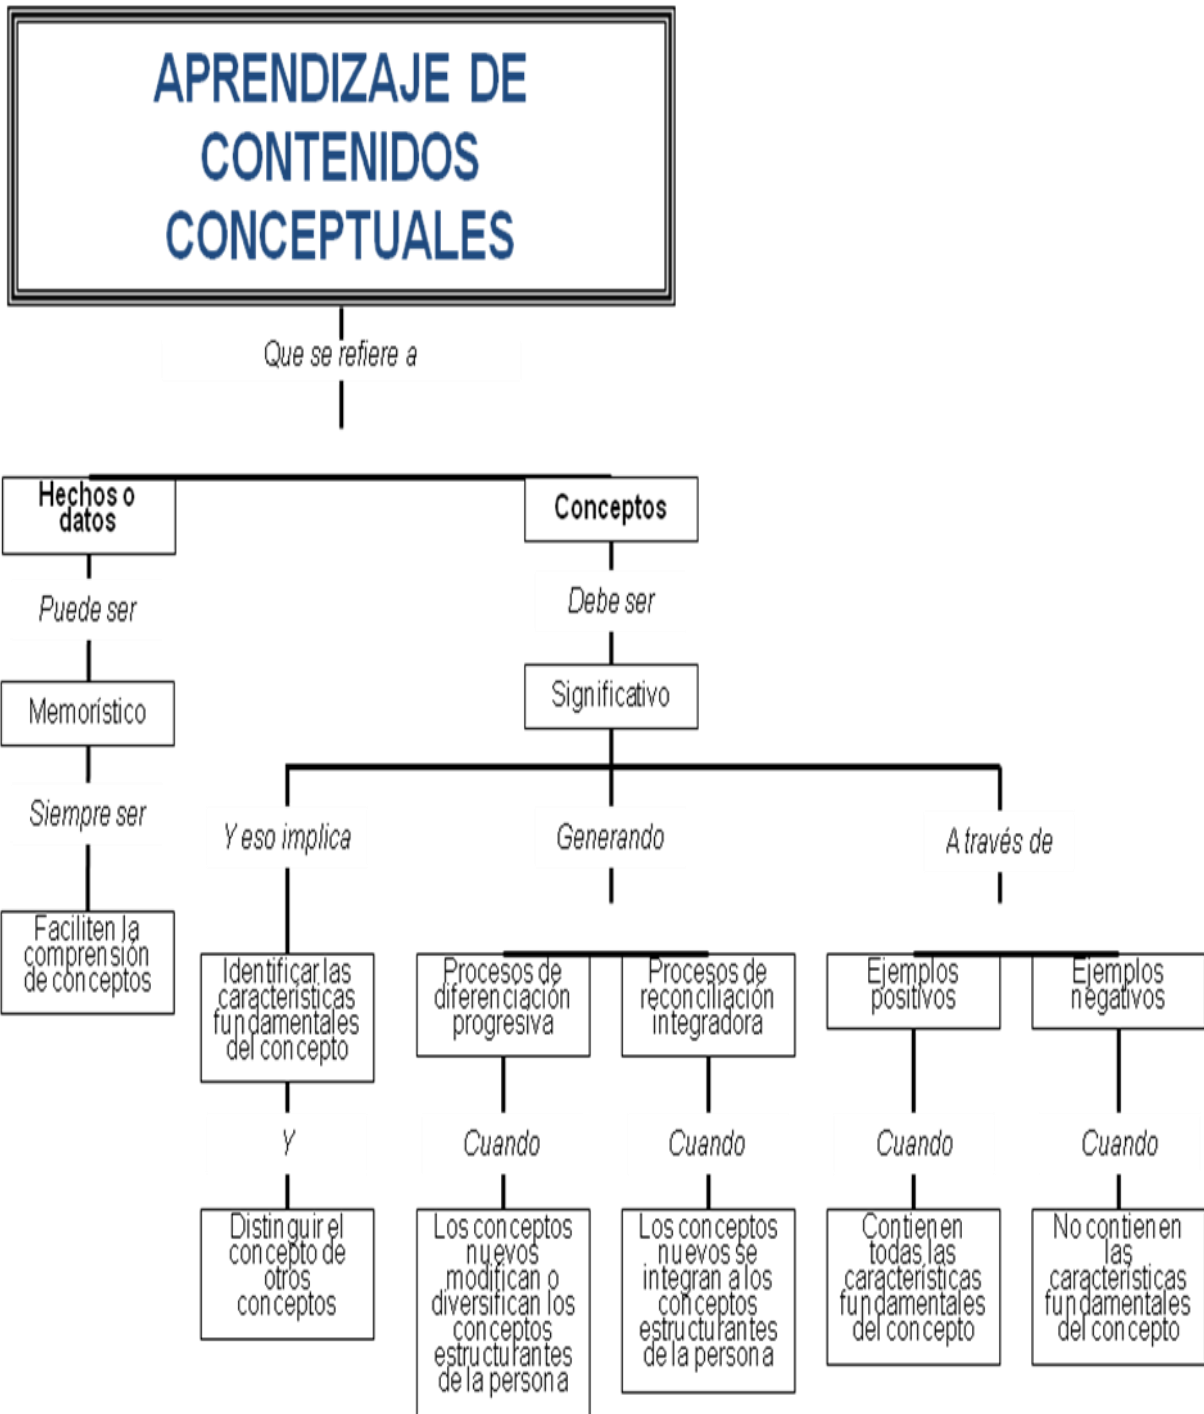 APRENDIZAJE DE
CONTENIDOS
CONCEPTUALES
Que se refiere a
Hechos o
datos
Conceptos
Puede ser
Debe ser
Memorístico
Significativo
Siempre ser
Y eso implica
Generando
A través de
Faciliten la
comprensión
de conceptos
Identificar las
características
fundamentales
del concepto
Procesos de
diferenciación
progresiva
Procesos de
reconciliación
integradora
Ejemplos
positivos
Ejemplos
negativos
Y
Cuando
Cuando
Cuando
Cuando
Distinguir el
concepto de
otros
conceptos
Los conceptos
nuevos
modifican o
diversifican los
conceptos
estructurantes
de la persona
Los conceptos
nuevos se
integran a los
conceptos
estructurantes
de la persona
Contienen
todas las
características
fundamentales
del concepto
No contienen
las
características
fundamentales
del concepto